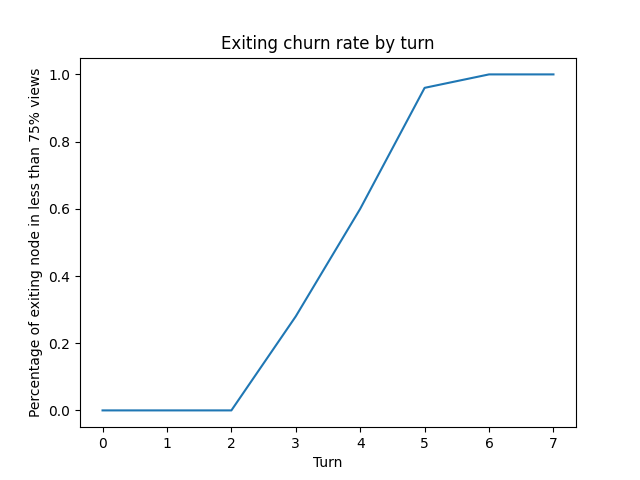 Exiting churn rate by turn
Percentage of exiting node in less than 75% views
1.0
0.8
0.6
0.4
0.2
0.0
0 1 2 3 4 5 6 7
Turn